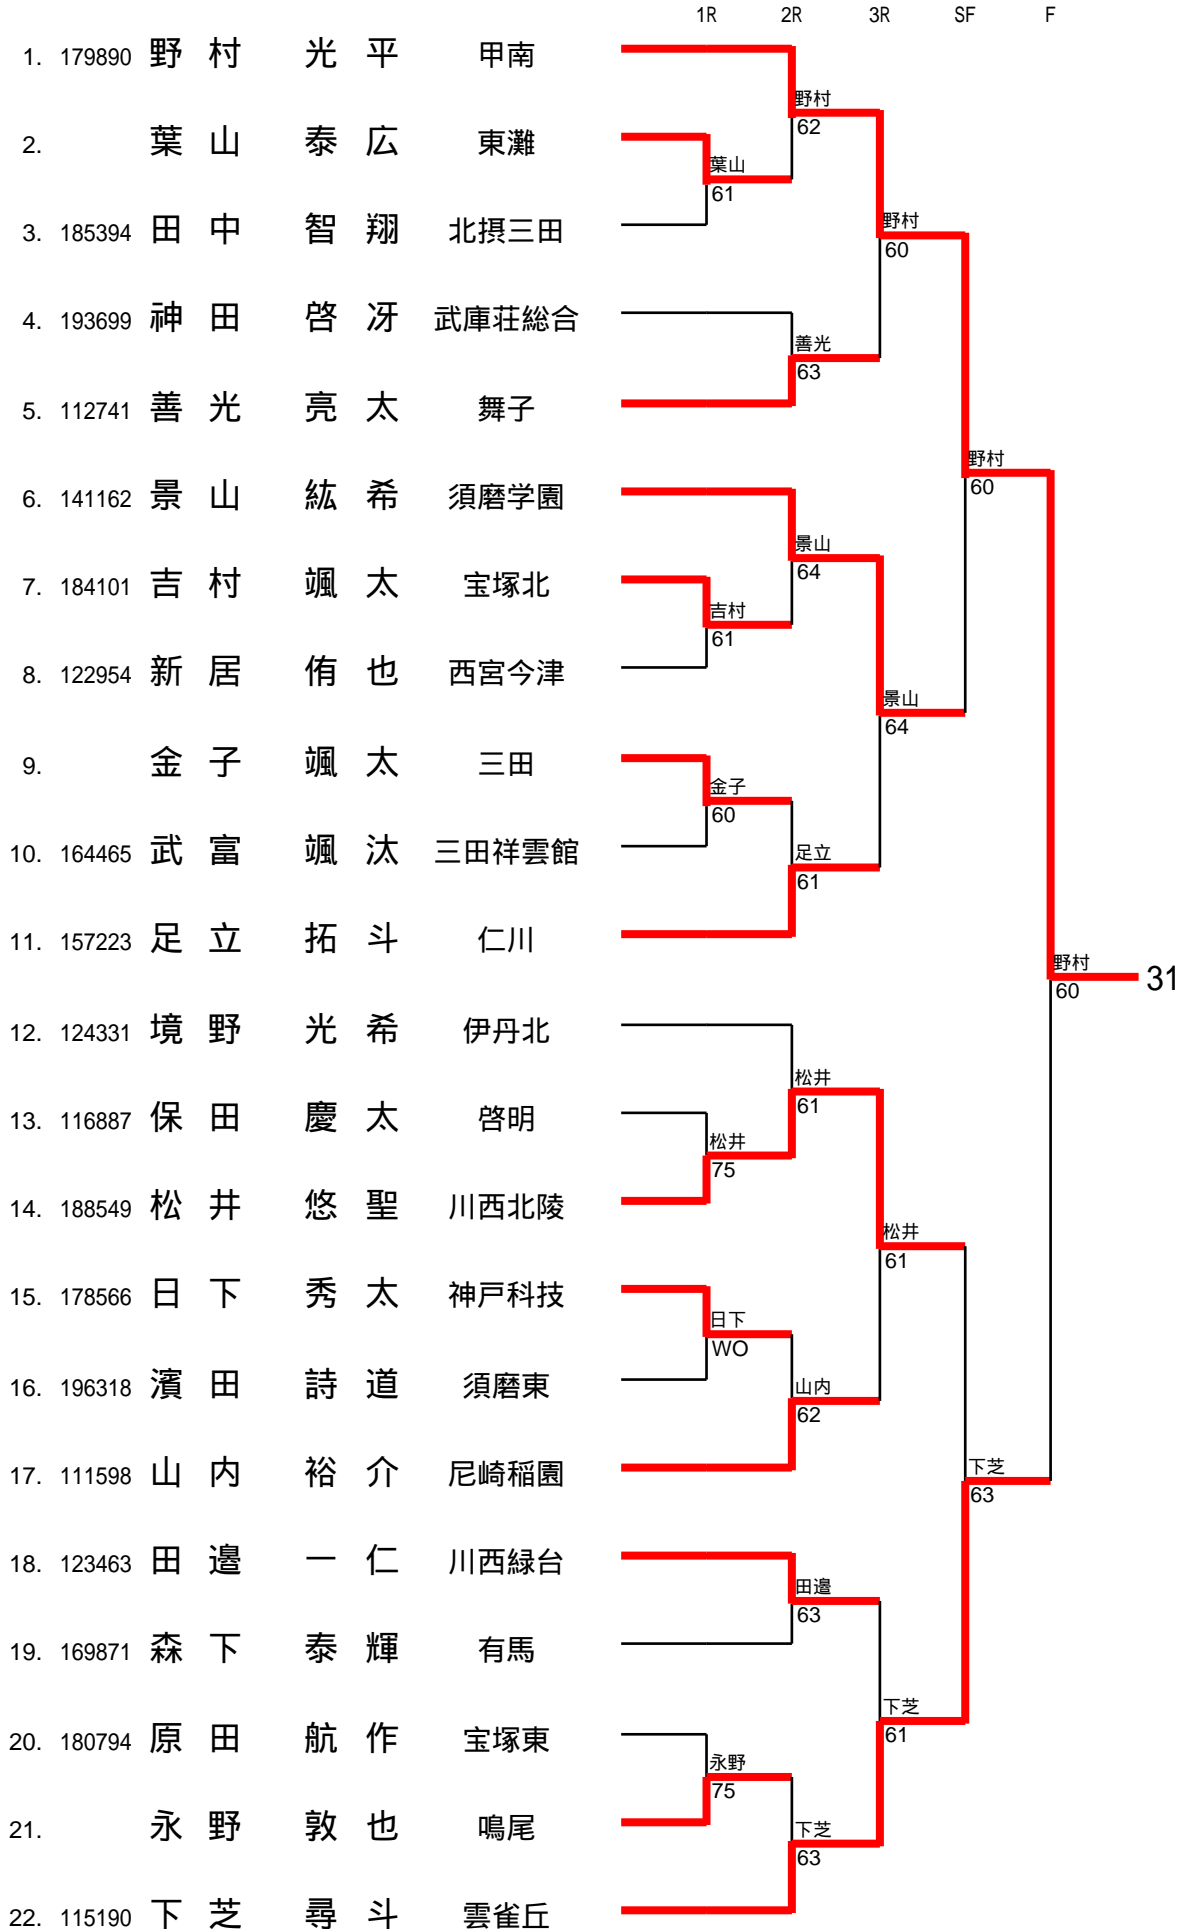 1R 2R 3R SF F
1. 179890 野村 光平 甲南
野村
62
2. 葉山 泰広 東灘
葉山
61
3. 185394 田中 智翔 北摂三田
野村
60
4. 193699 神田 啓冴 武庫荘総合
善光
63
5. 112741 善光 亮太 舞子
野村
60
6. 141162 景山 紘希 須磨学園
景山
64
7. 184101 吉村 颯太 宝塚北
吉村
61
8. 122954 新居 侑也 西宮今津
景山
64
9. 金子 颯太 三田
金子
60
10. 164465 武富 颯汰 三田祥雲館
足立
61
11. 157223 足立 拓斗 仁川
野村
60
31
12. 124331 境野 光希 伊丹北
松井
61
13. 116887 保田 慶太 啓明
松井
75
14. 188549 松井 悠聖 川西北陵
松井
61
15. 178566 日下 秀太 神戸科技
日下
WO
16. 196318 濱田 詩道 須磨東
山内
62
17. 111598 山内 裕介 尼崎稲園
下芝
63
18. 123463 田邉 一仁 川西緑台
田邉
63
19. 169871 森下 泰輝 有馬
下芝
61
20. 180794 原田 航作 宝塚東
永野
75
21. 永野 敦也 鳴尾
下芝
63
22. 115190 下芝 尋斗 雲雀丘